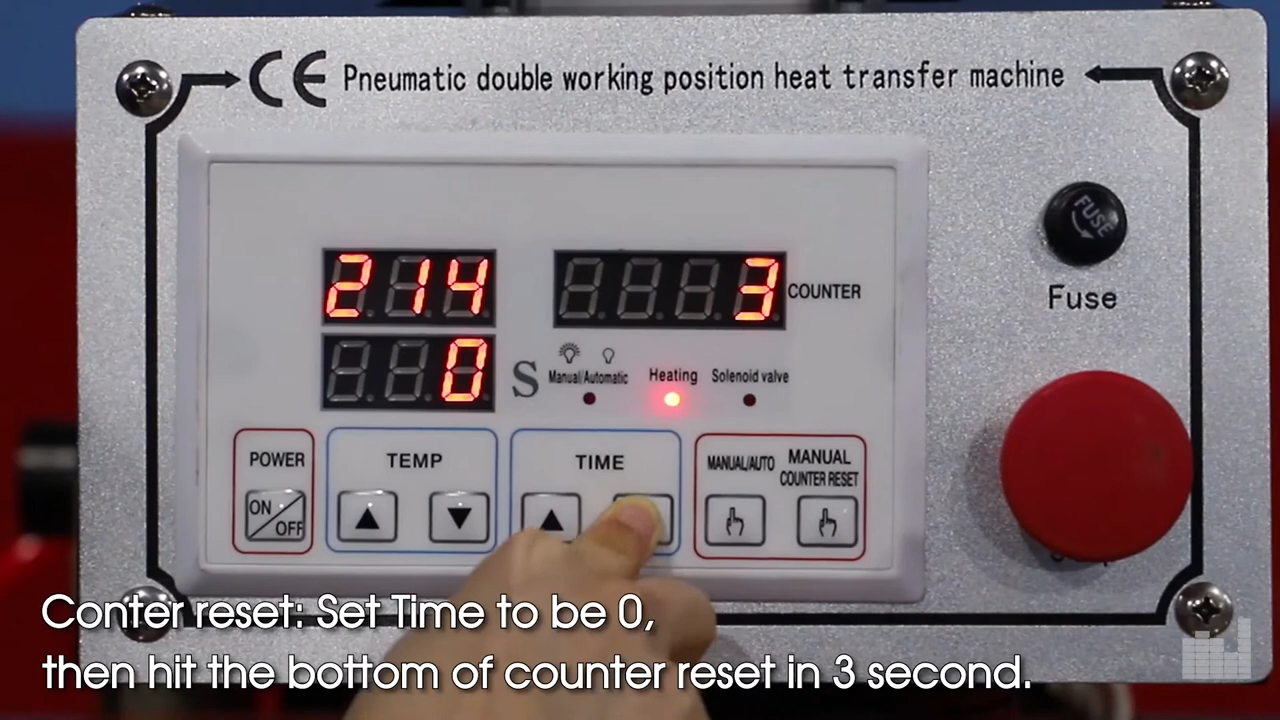 CE Pneumatic double working position heat transfer machine
FUSE
Fuse
214
3 COUNTER
0 S
Manual/Automatic Heating Solenoid valve
POWER
ON OFF
TEMP
TIME
MANUAL/AUTO
MANUAL
COUNTER RESET
Conter reset: Set Time to be 0,
then hit the bottom of counter reset in 3 second.